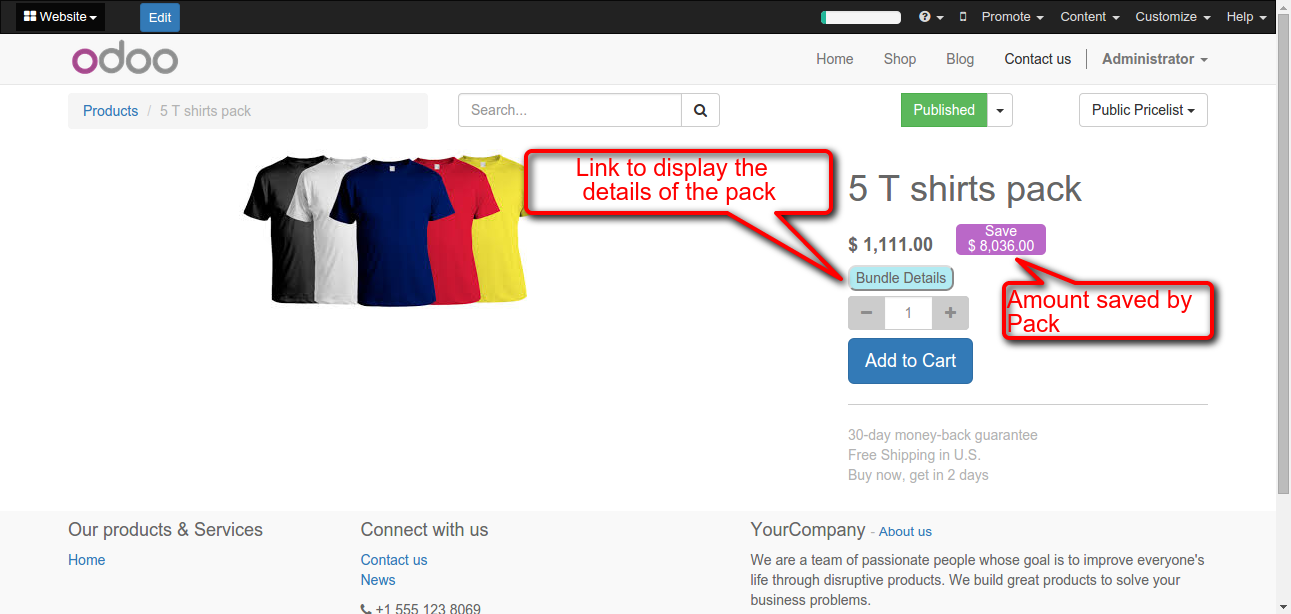 Website
Edit
Promote
Content
Customize
Help
odoo
Home
Shop
Blog
Contact us
Administrator
Products / 5 T shirts pack
Search...
Published
Public Pricelist
Link to display the
details of the pack
5 T shirts pack
$ 1,111.00
Save
$ 8,036.00
Bundle Details
1
Amount saved by
Pack
Add to Cart
30-day money-back guarantee
Free Shipping in U.S.
Buy now, get in 2 days
Our products & Services
Home
Connect with us
Contact us
News
+1 555 123 8069
YourCompany - About us
We are a team of passionate people whose goal is to improve everyone's
life through disruptive products. We build great products to solve your
business problems.